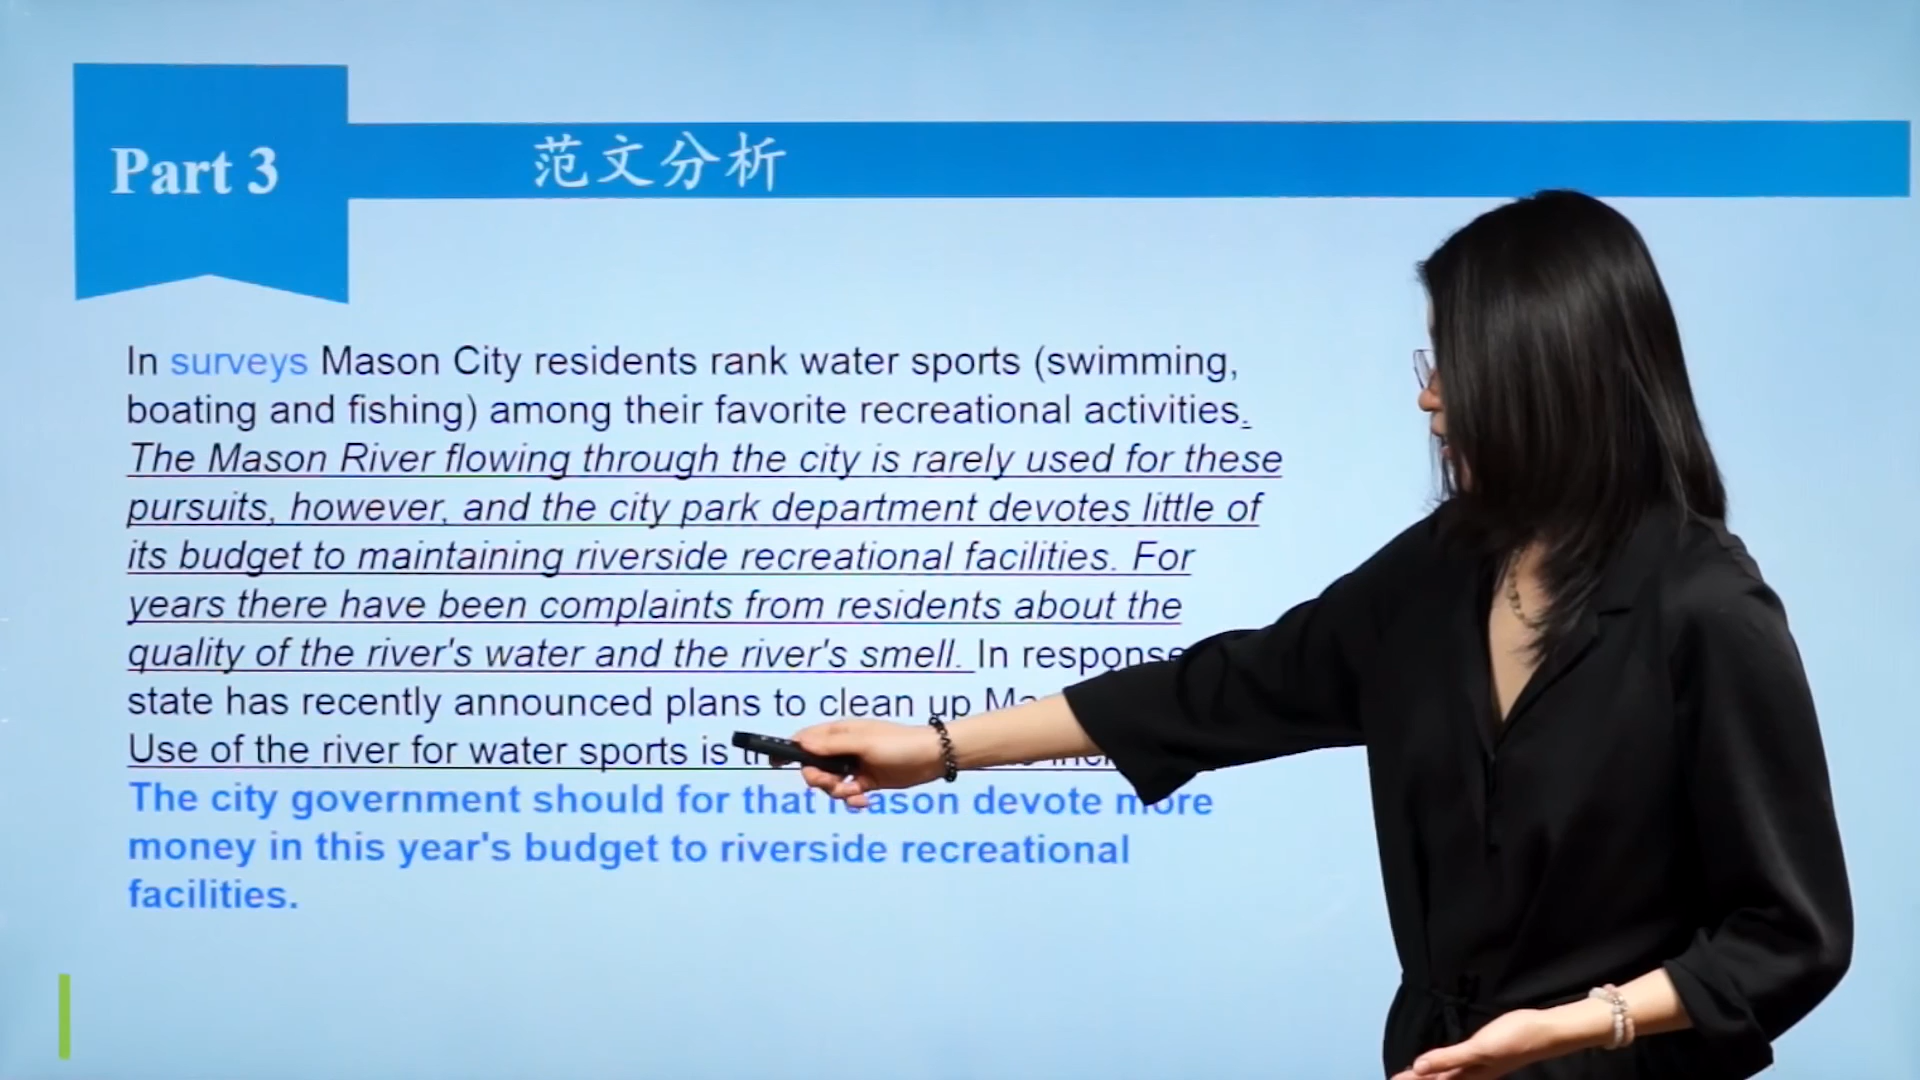 Part 3
范文分析
In surveys Mason City residents rank water sports (swimming,
boating and fishing) among their favorite recreational activities.
The Mason River flowing through the city is rarely used for these
pursuits, however, and the city park department devotes little of
its budget to maintaining riverside recreational facilities. For
years there have been complaints from residents about the
quality of the river's water and the river's smell. In response
state has recently announced plans to clean up
Use of the river for water sports is
The city government should for that reason devote more
money in this year's budget to riverside recreational
facilities.